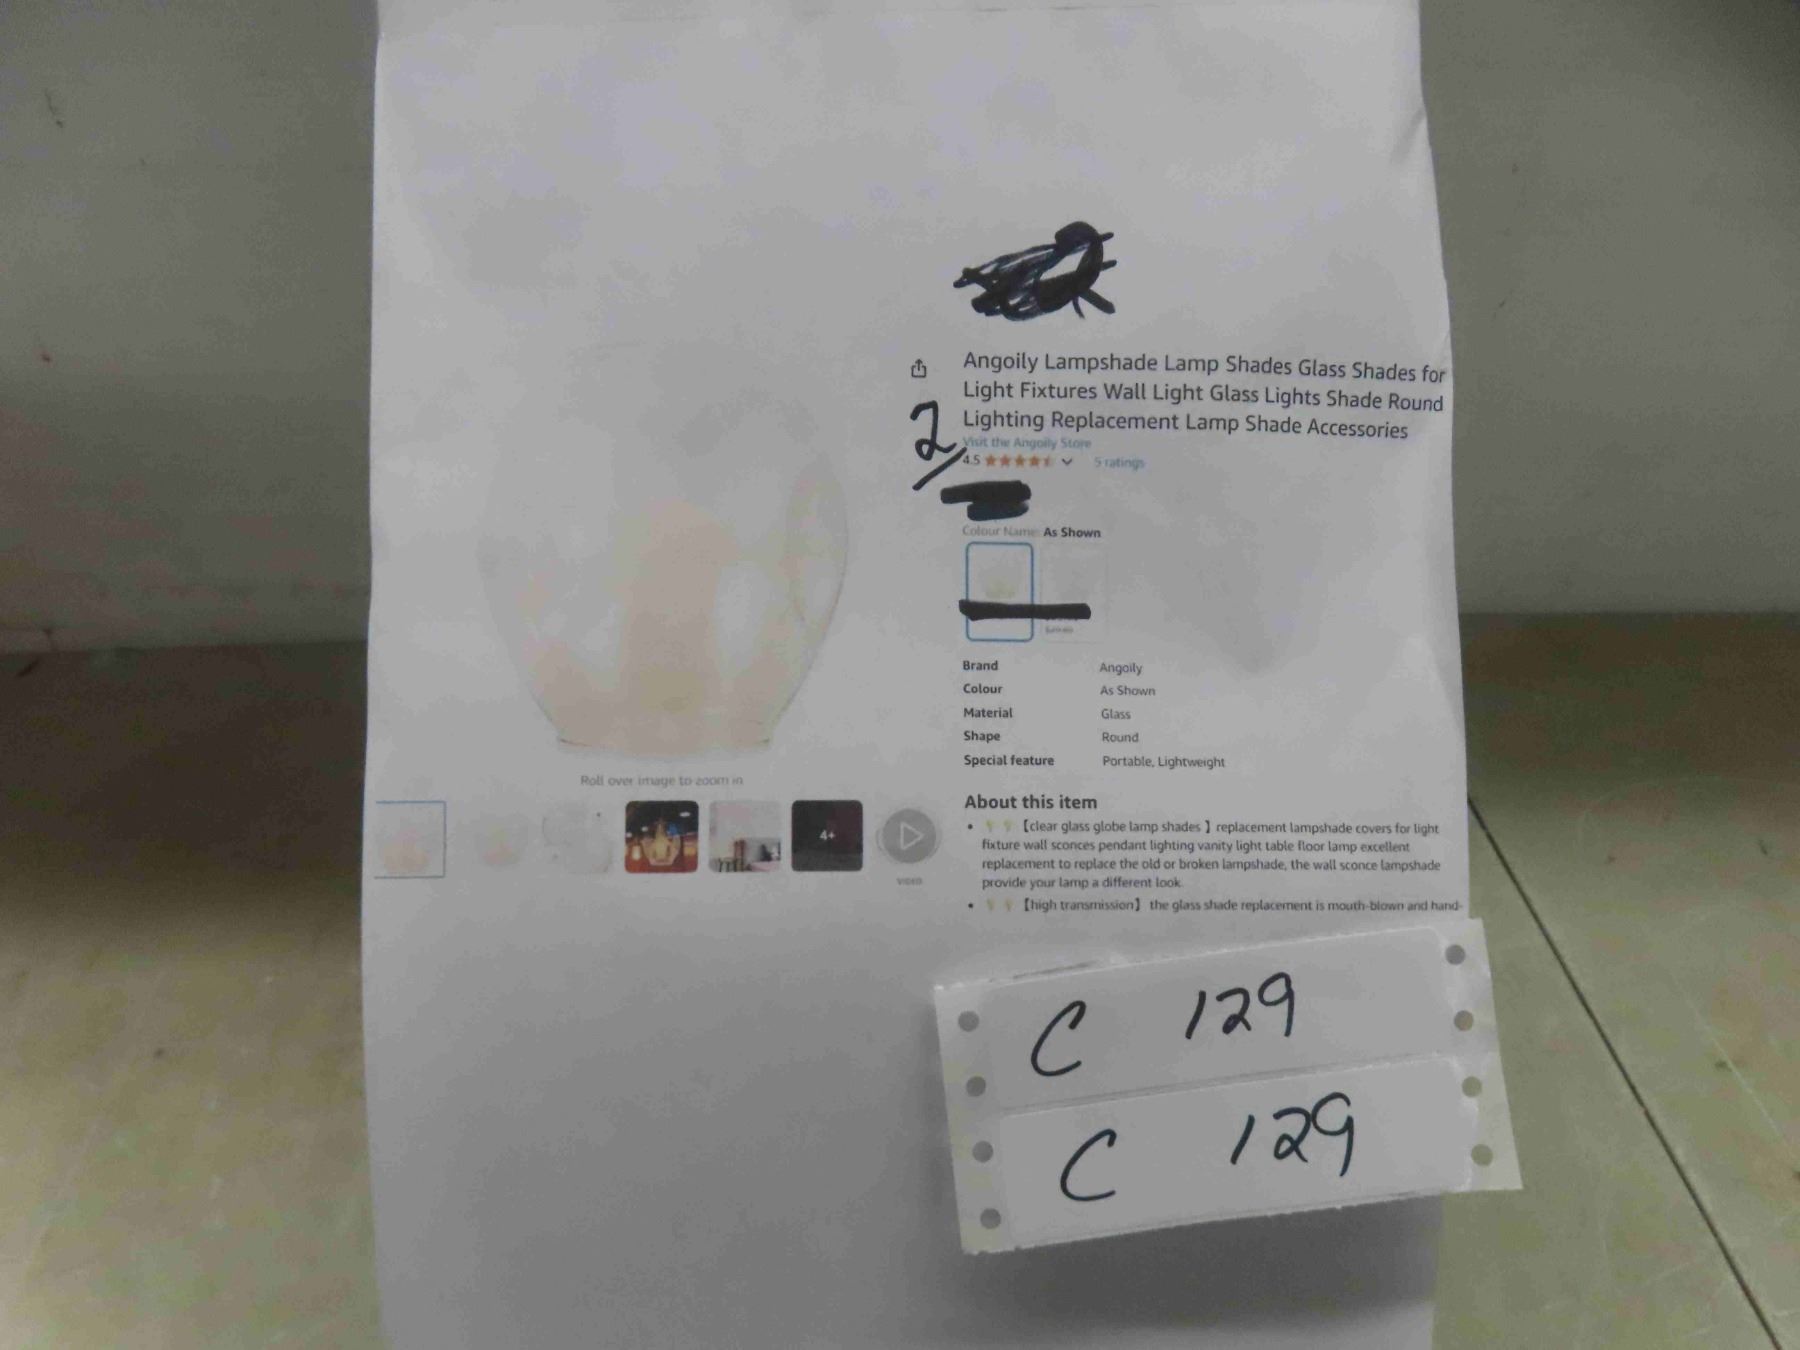 Angoily Lampshade Lamp Shades Glass Shades for
Light Fixtures Wall Light Glass Lights Shade Round
Lighting Replacement Lamp Shade Accessories
2/
Visit the Angoily Store
4.5 5 ratings
Colour Name: As Shown
Brand Angoily
Colour As Shown
Material Glass
Shape Round
Special feature Portable, Lightweight
Roll over image to zoom in
4+
VIDEO
About this item
• 【clear glass globe lamp shades 】replacement lampshade covers for light
fixture wall sconces pendant lighting vanity light table floor lamp excellent
replacement to replace the old or broken lampshade, the wall sconce lampshade
provide your lamp a different look.
• 【high transmission】 the glass shade replacement is mouth-blown and hand-
C 129
C 129